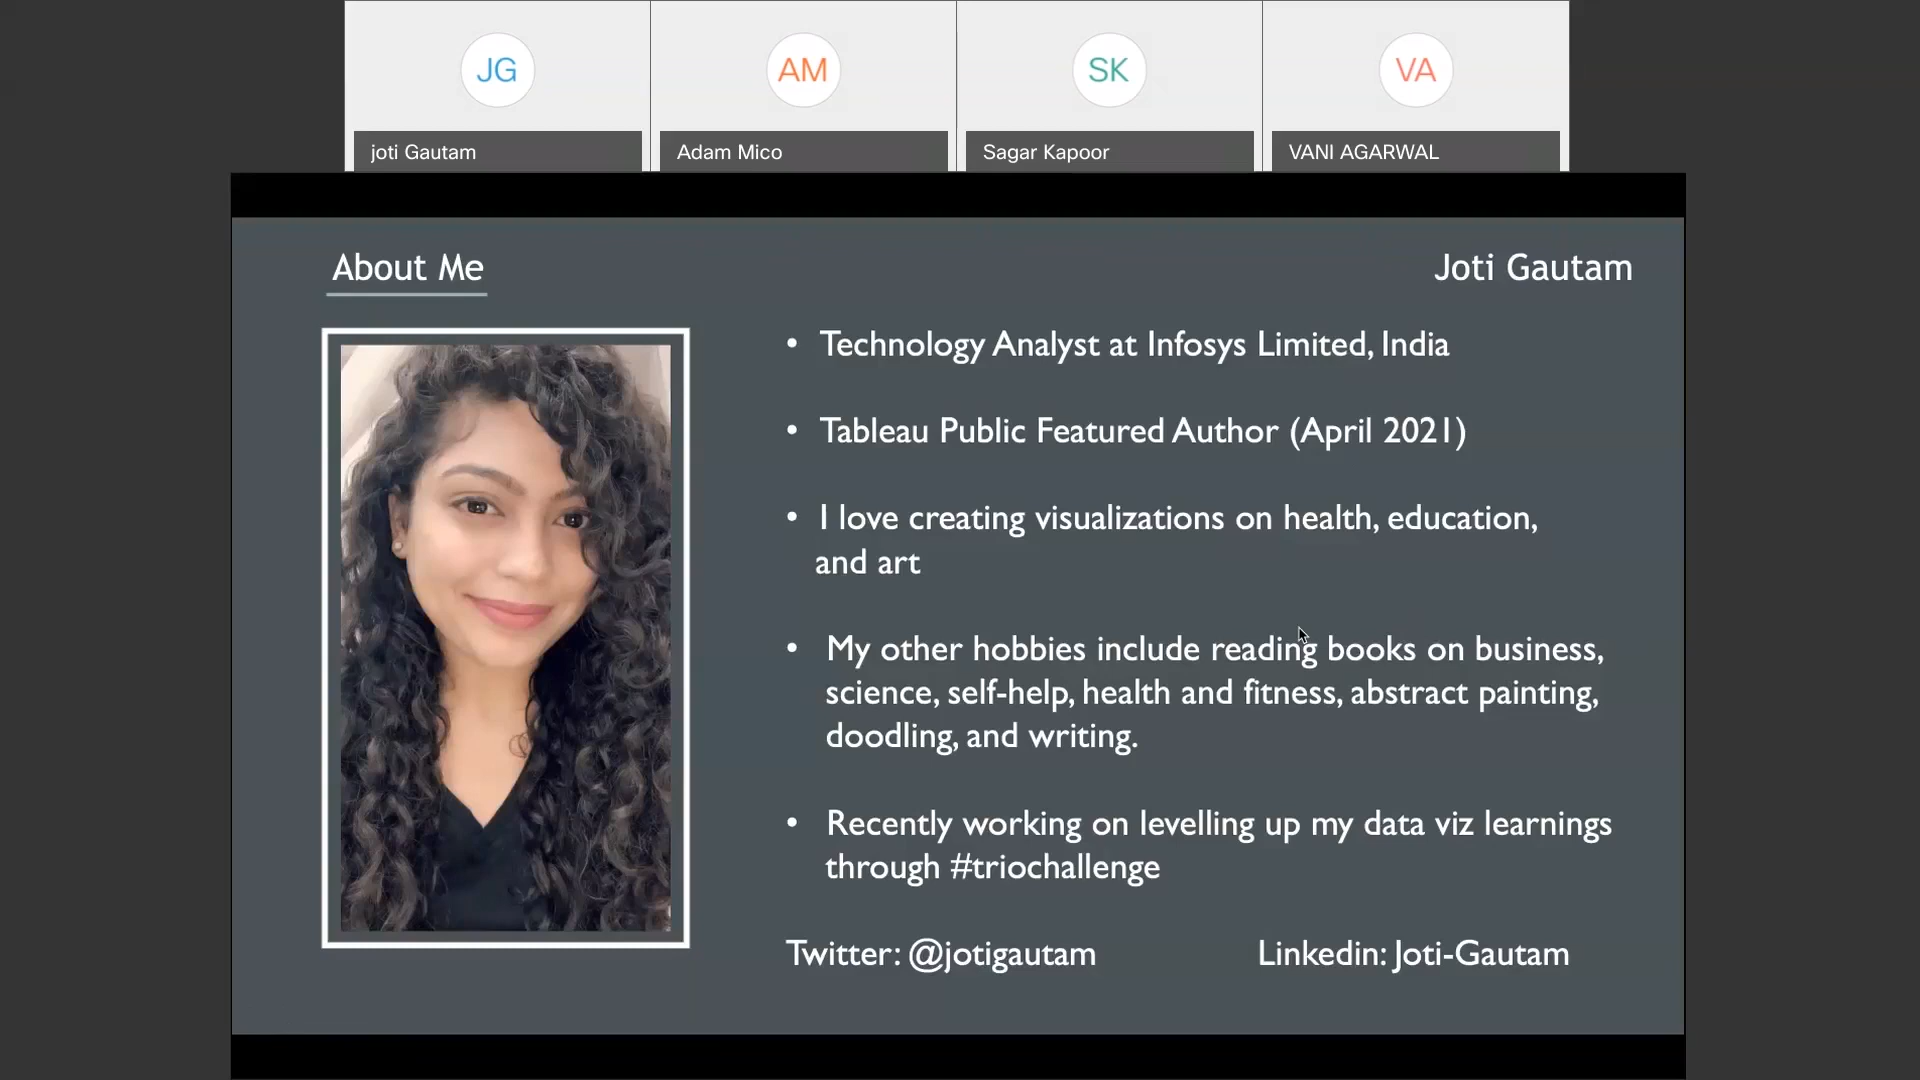 JG
AM
SK
VA
joti Gautam
Adam Mico
Sagar Kapoor
VANI AGARWAL
About Me
Joti Gautam
• Technology Analyst at Infosys Limited, India
• Tableau Public Featured Author (April 2021)
• I love creating visualizations on health, education,
and art
• My other hobbies include reading books on business,
science, self-help, health and fitness, abstract painting,
doodling, and writing.
• Recently working on levelling up my data viz learnings
through #triochallenge
Twitter: @jotigautam
Linkedin: Joti-Gautam